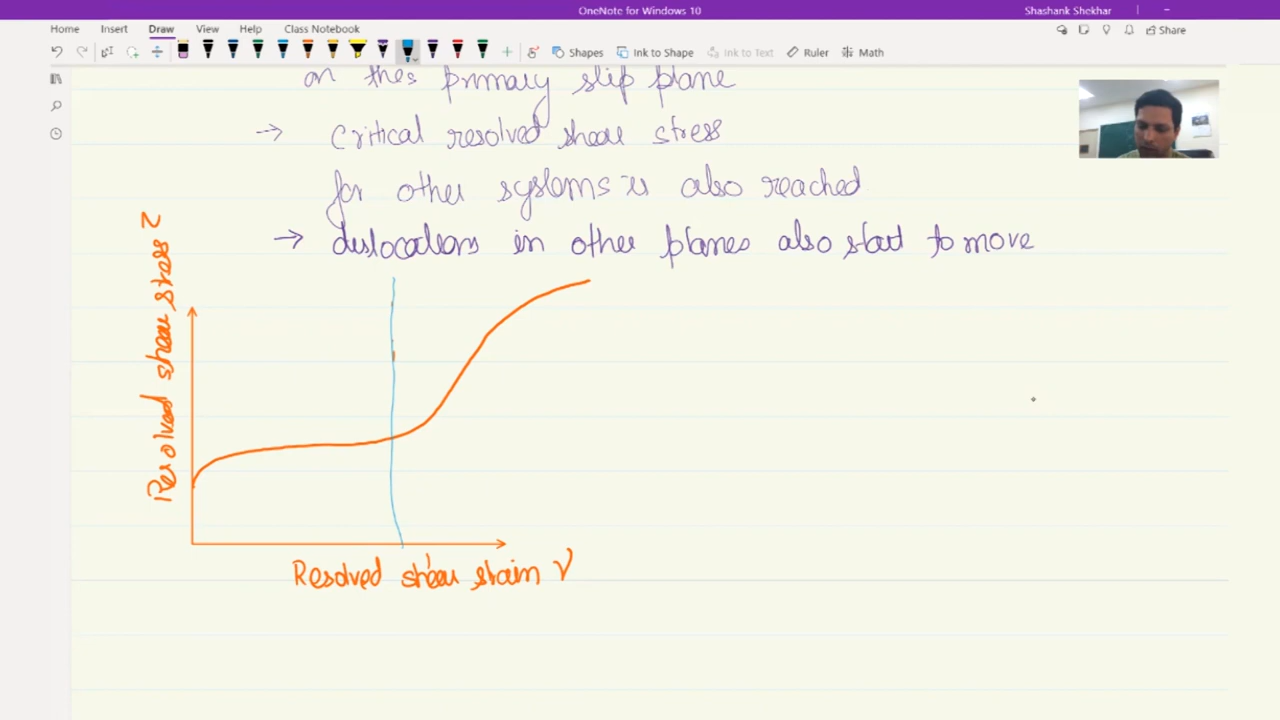 OneNote for Windows 10
Shashank Shekhar
Home Insert Draw View Help Class Notebook
Share
Shapes Ink to Shape Ink to Text Ruler Math
on thes primary slip plane
→ Critical resolved shear stress
for other systems is also reached
→ dislocations in other planes also start to move
Resolved shear stress τ
Resolved shear stain γ